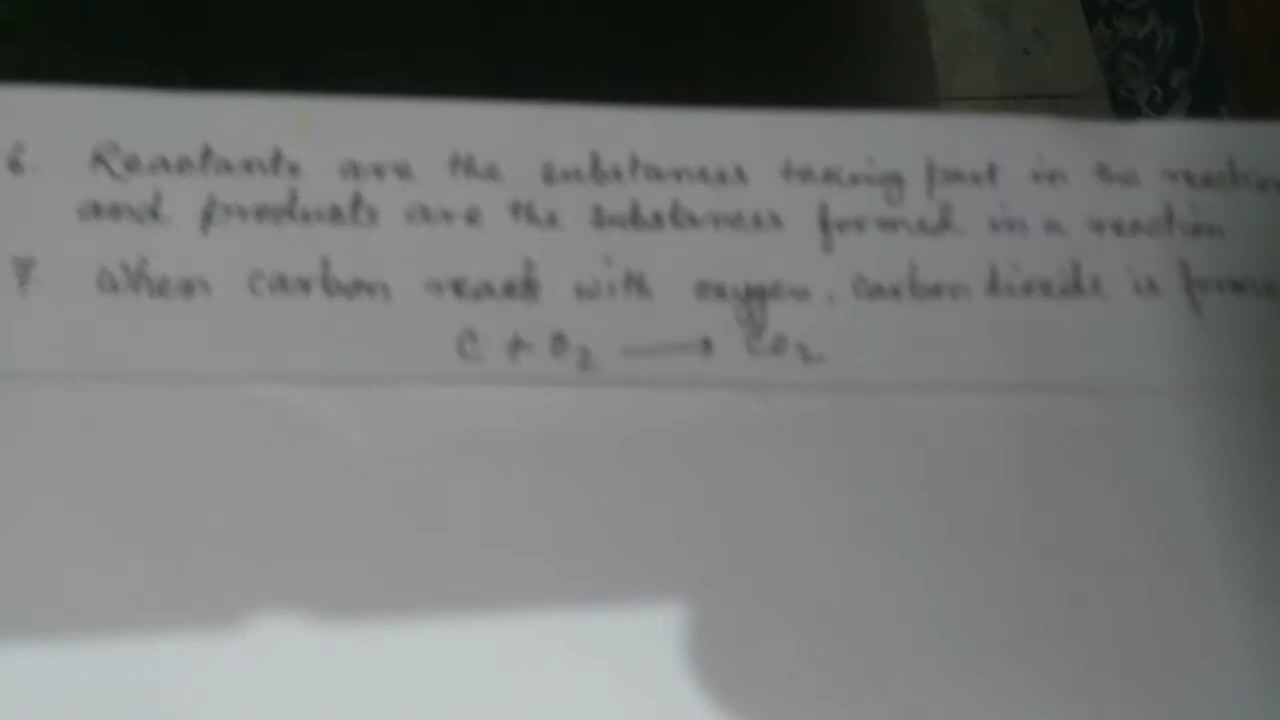 6. Reactants are the substances taking part in the reaction
and products are the substances formed in a reaction
7. When carbon react with oxygen, carbon dioxide is
C + O₂ ⟶ CO₂